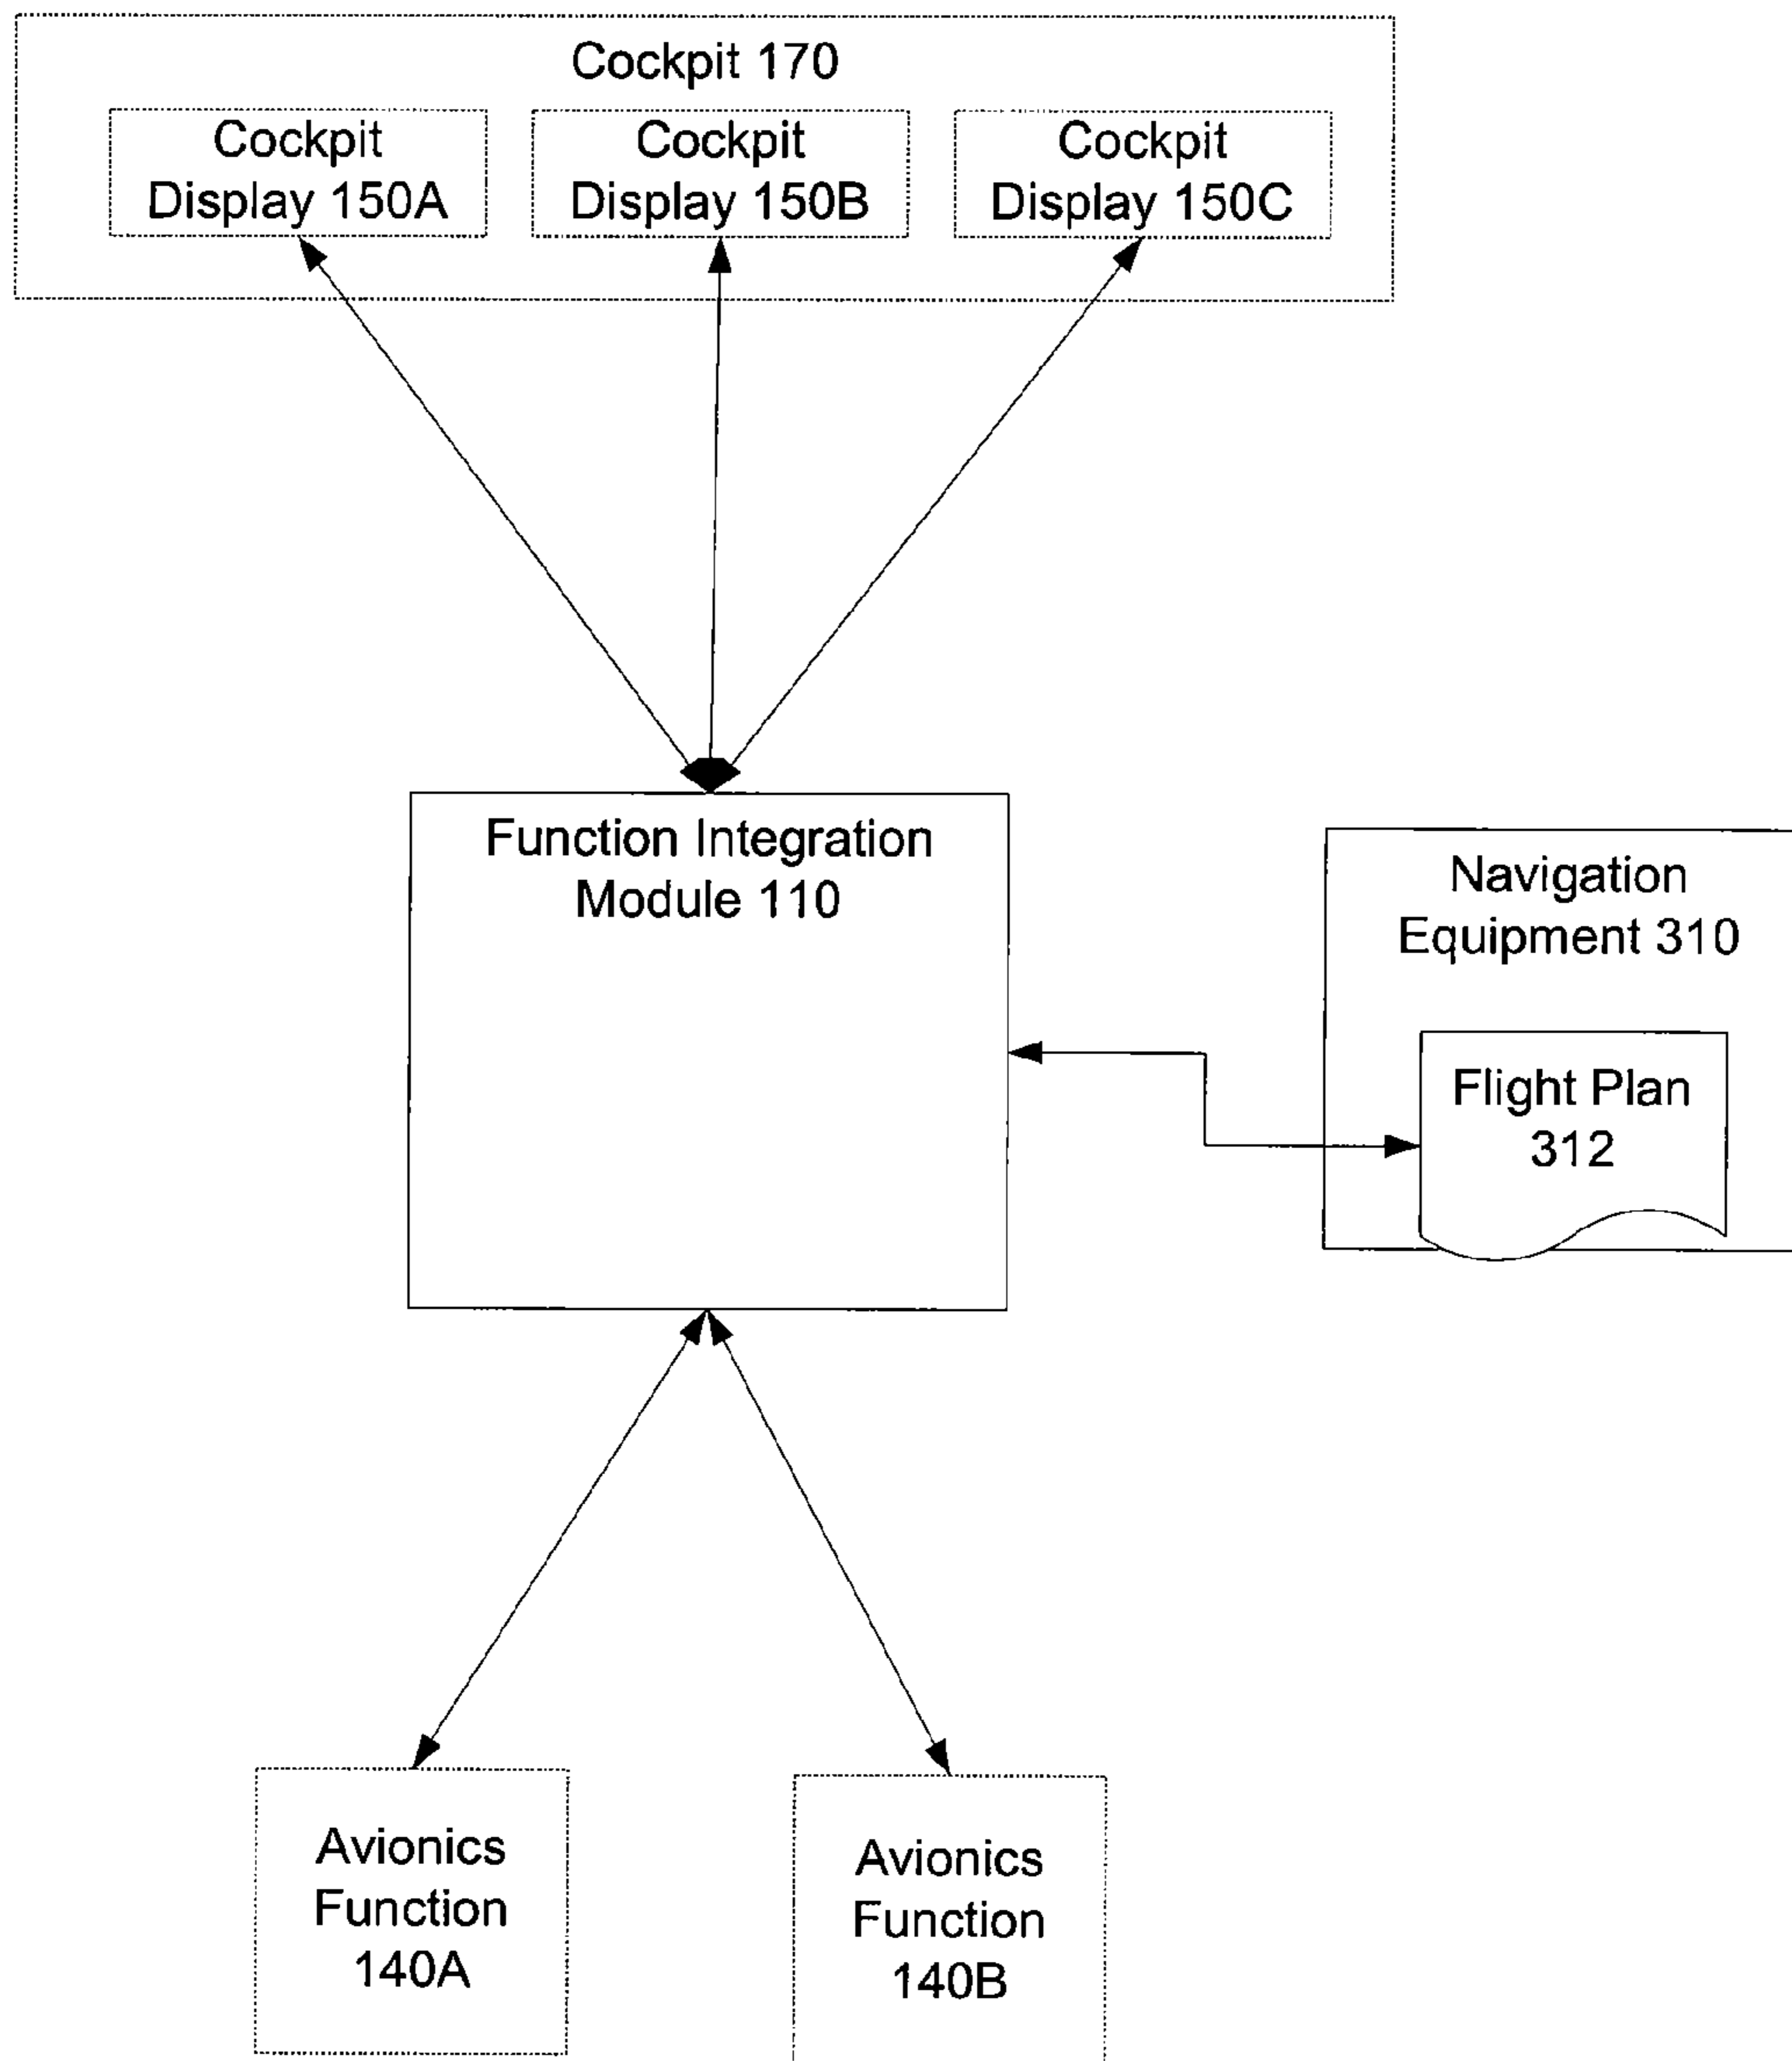 Cockpit 170
Cockpit
Display 150A
Cockpit
Display 150B
Cockpit
Display 150C
Function Integration
Module 110
Navigation
Equipment 310
Flight Plan
312
Avionics
Function
140A
Avionics
Function
140B